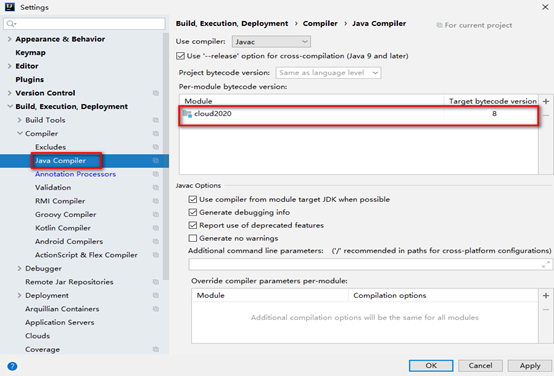 Settings
Appearance & Behavior
Keymap
Editor
Plugins
Version Control
Build, Execution, Deployment
Build Tools
Compiler
Excludes
Java Compiler
Annotation Processors
Validation
RMI Compiler
Groovy Compiler
Kotlin Compiler
Android Compilers
ActionScript & Flex Compiler
Debugger
Remote Jar Repositories
Deployment
Arquillian Containers
Application Servers
Clouds
Coverage
Build, Execution, Deployment › Compiler › Java Compiler
For current project
Use compiler: Javac
Use '--release' option for cross-compilation (Java 9 and later)
Project bytecode version: Same as language level
Per-module bytecode version:
Module Target bytecode version
cloud2020 8
Javac Options
Use compiler from module target JDK when possible
Generate debugging info
Report use of deprecated features
Generate no warnings
Additional command line parameters: ('/' recommended in paths for cross-platform configurations)
Override compiler parameters per-module:
Module Compilation options
Additional compilation options will be the same for all modules
OK Cancel Apply